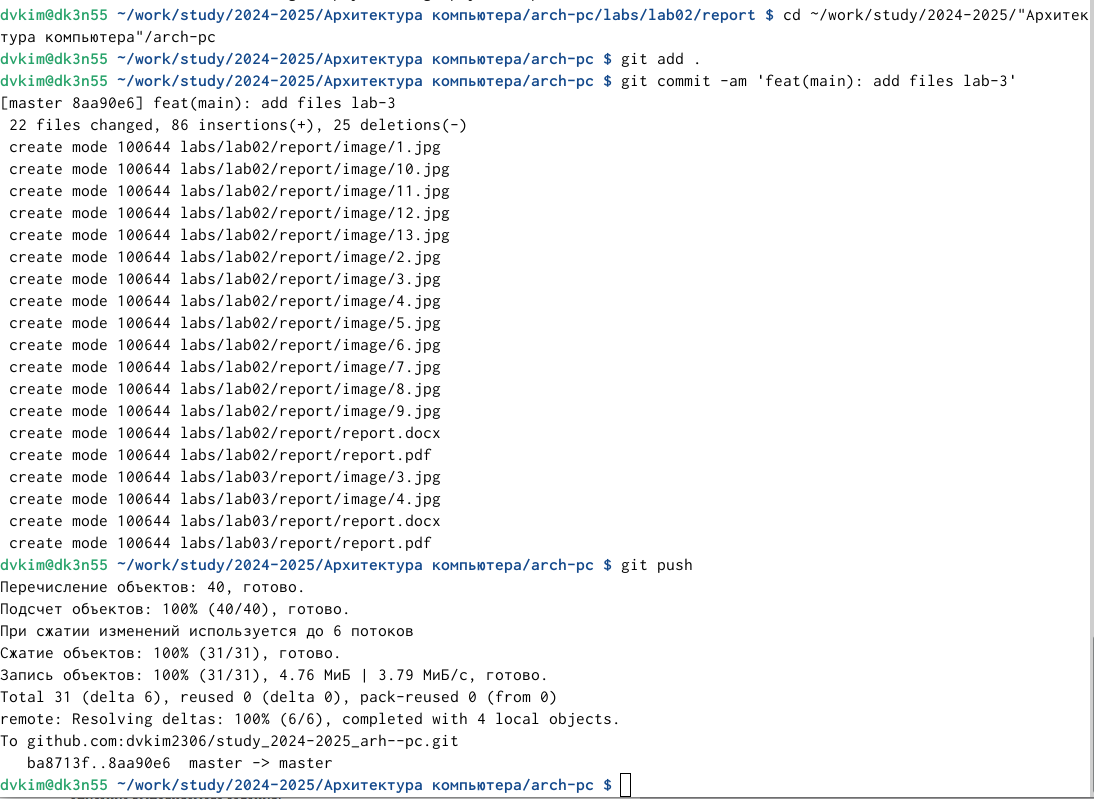 dvkim@dk3n55 ~/work/study/2024-2025/Архитектура компьютера/arch-pc/labs/lab02/report $ cd ~/work/study/2024-2025/"Архитек
тура компьютера"/arch-pc
dvkim@dk3n55 ~/work/study/2024-2025/Архитектура компьютера/arch-pc $ git add .
dvkim@dk3n55 ~/work/study/2024-2025/Архитектура компьютера/arch-pc $ git commit -am 'feat(main): add files lab-3'
[master 8aa90e6] feat(main): add files lab-3
 22 files changed, 86 insertions(+), 25 deletions(-)
 create mode 100644 labs/lab02/report/image/1.jpg
 create mode 100644 labs/lab02/report/image/10.jpg
 create mode 100644 labs/lab02/report/image/11.jpg
 create mode 100644 labs/lab02/report/image/12.jpg
 create mode 100644 labs/lab02/report/image/13.jpg
 create mode 100644 labs/lab02/report/image/2.jpg
 create mode 100644 labs/lab02/report/image/3.jpg
 create mode 100644 labs/lab02/report/image/4.jpg
 create mode 100644 labs/lab02/report/image/5.jpg
 create mode 100644 labs/lab02/report/image/6.jpg
 create mode 100644 labs/lab02/report/image/7.jpg
 create mode 100644 labs/lab02/report/image/8.jpg
 create mode 100644 labs/lab02/report/image/9.jpg
 create mode 100644 labs/lab02/report/report.docx
 create mode 100644 labs/lab02/report/report.pdf
 create mode 100644 labs/lab03/report/image/3.jpg
 create mode 100644 labs/lab03/report/image/4.jpg
 create mode 100644 labs/lab03/report/report.docx
 create mode 100644 labs/lab03/report/report.pdf
dvkim@dk3n55 ~/work/study/2024-2025/Архитектура компьютера/arch-pc $ git push
Перечисление объектов: 40, готово.
Подсчет объектов: 100% (40/40), готово.
При сжатии изменений используется до 6 потоков
Сжатие объектов: 100% (31/31), готово.
Запись объектов: 100% (31/31), 4.76 МиБ | 3.79 МиБ/с, готово.
Total 31 (delta 6), reused 0 (delta 0), pack-reused 0 (from 0)
remote: Resolving deltas: 100% (6/6), completed with 4 local objects.
To github.com:dvkim2306/study_2024-2025_arh--pc.git
   ba8713f..8aa90e6  master -> master
dvkim@dk3n55 ~/work/study/2024-2025/Архитектура компьютера/arch-pc $